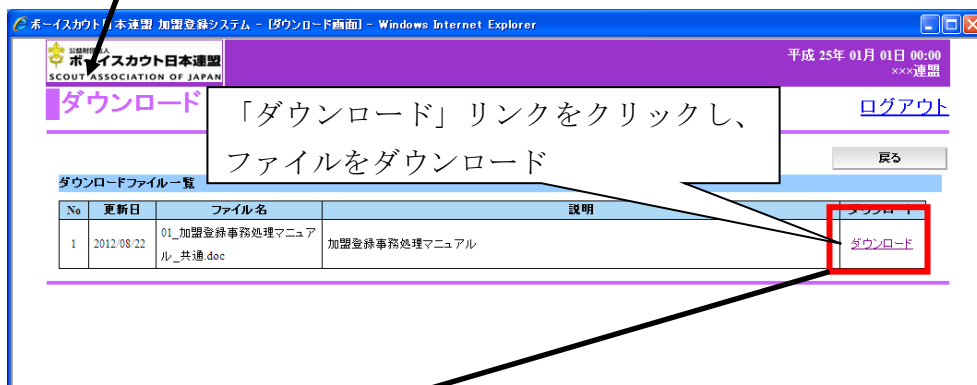 ボーイスカウト日本連盟 加盟登録システム - [ダウンロード画面] - Windows Internet Explorer
ボーイスカウト日本連盟
SCOUT ASSOCIATION OF JAPAN
平成 25年 01月 01日 00:00
×××連盟
ダウンロード
ログアウト
「ダウンロード」リンクをクリックし、
ファイルをダウンロード
戻る
ダウンロードファイル一覧
No 更新日 ファイル名 説明 ダウンロード
1 2012/08/22 01_加盟登録事務処理マニュア
ル_共通.doc 加盟登録事務処理マニュアル ダウンロード